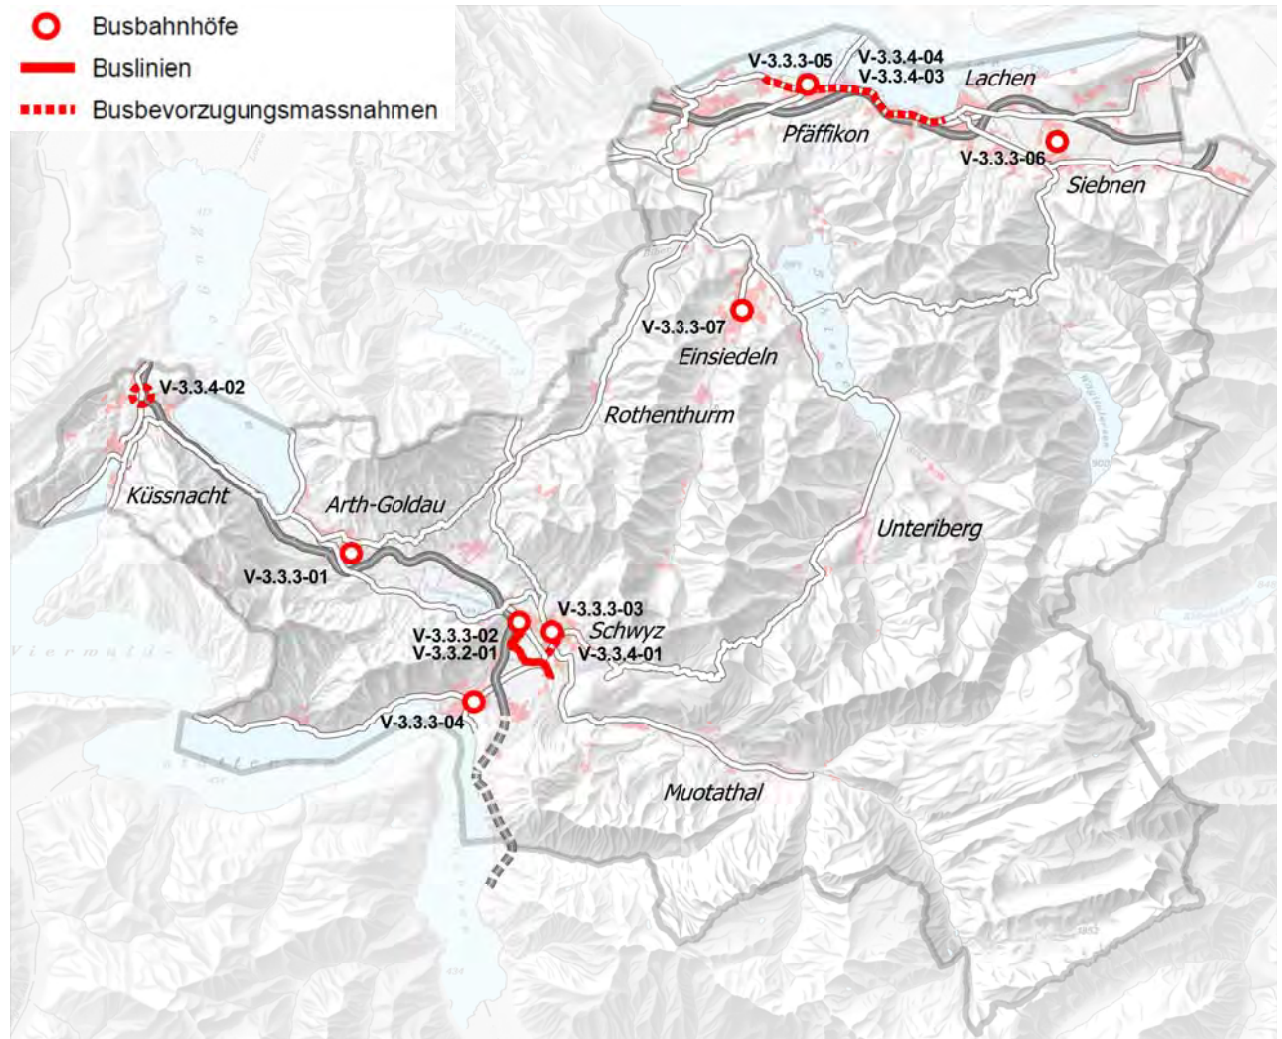 Busbahnhöfe
Buslinien
Busbevorzugungsmassnahmen
V-3.3.3-05
V-3.3.4-04
V-3.3.4-03
Lachen
Pfäffikon
V-3.3.3-06
Siebnen
V-3.3.3-07
Einsiedeln
V-3.3.4-02
Rothenthurm
Küssnacht
Arth-Goldau
Unteriberg
V-3.3.3-01
V-3.3.3-03
V-3.3.3-02
Schwyz
V-3.3.2-01
V-3.3.4-01
V-3.3.3-04
Muotathal